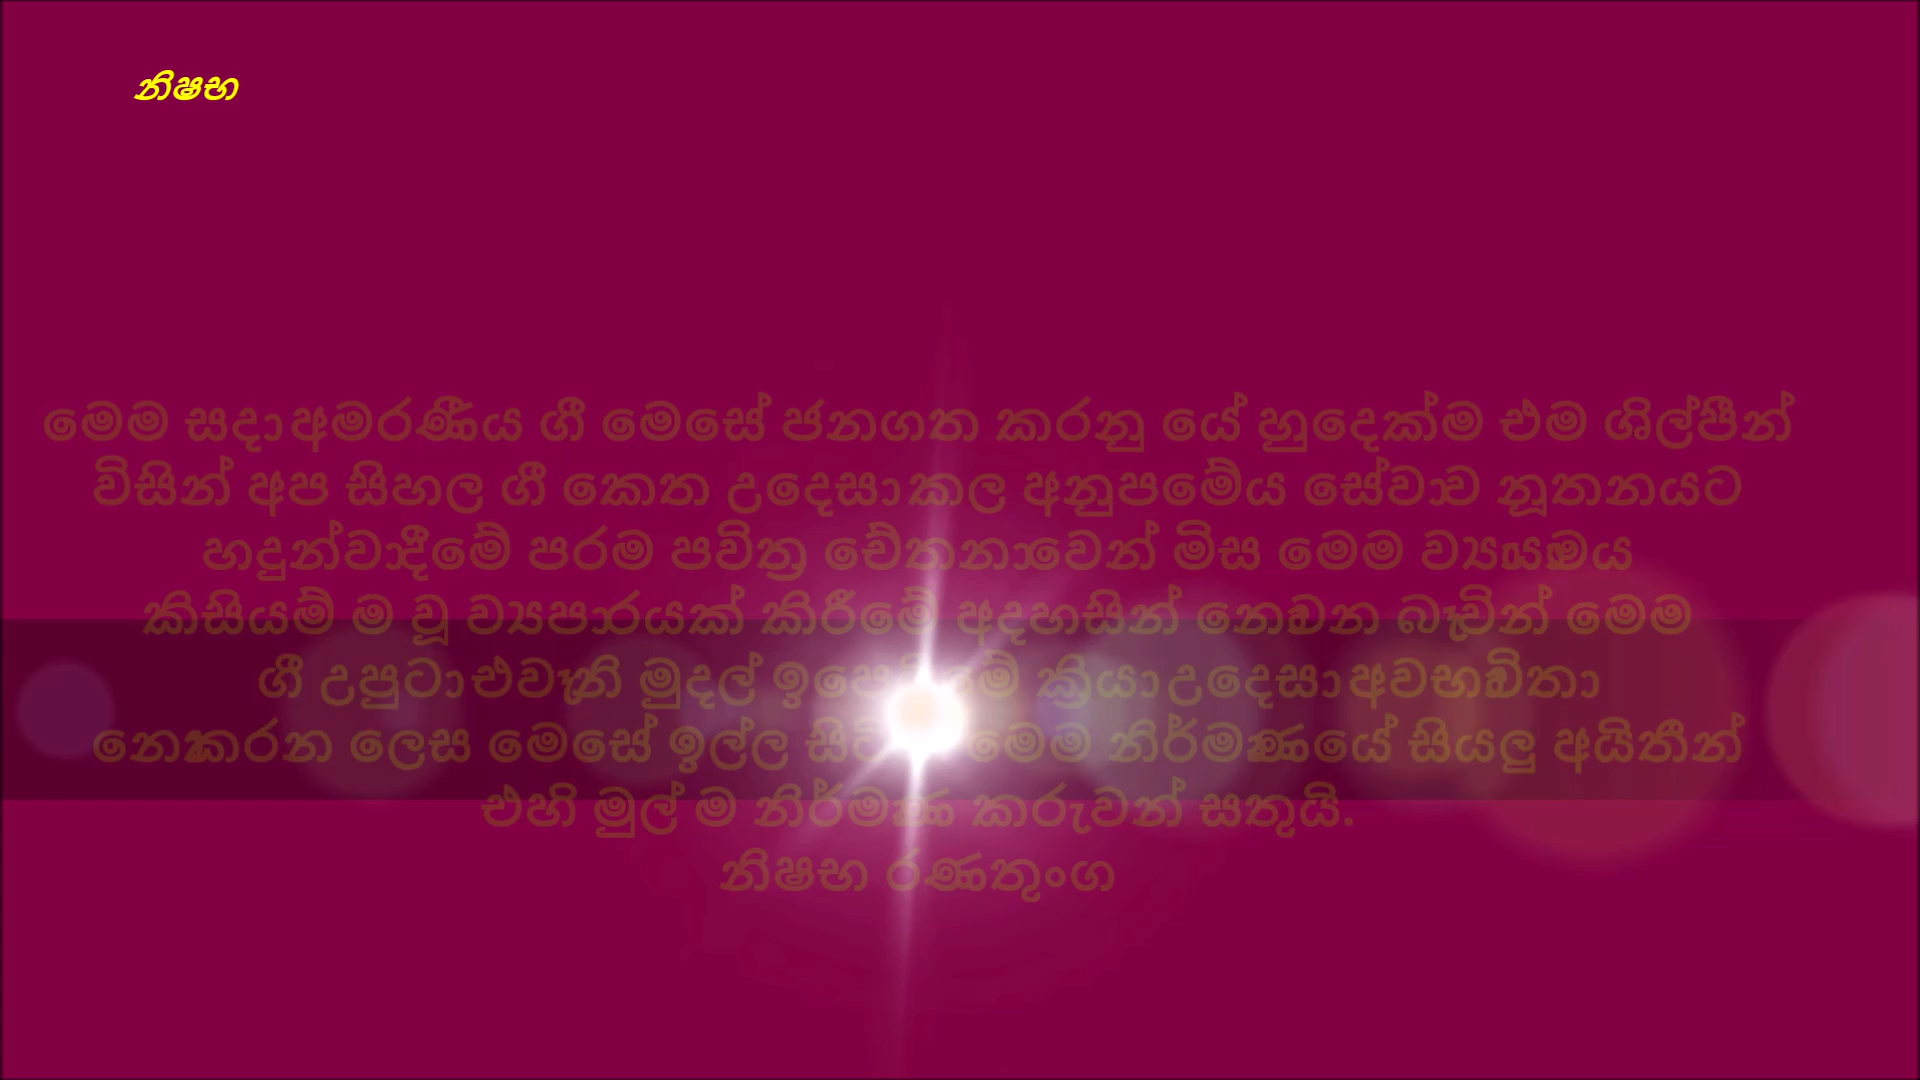 නිෂභ
මෙම සදා අමරණීය ගී මෙසේ ජනගත කරනු යේ හුදෙක්ම එම ශිල්පීන්
විසින් අප සිහල ගී කෙත උදෙසා කල අනුපමේය සේවාව නූතනයට
හදුන්වාදීමේ පරම පවිත්‍ර චේතනාවෙන් මිස මෙම ව්‍යායාමය
කිසියම් ම වූ ව්‍යපාරයක් කිරීමේ අදහසින් නොවන බැවින් මෙම
ගී උපුටා එවැනි මුදල් ක්‍රියා උදෙසා අවභාවිතා
නොකරන ලෙස මෙසේ ඉල්ල මෙම නිර්මාණයේ සියලු අයිතීන්
එහි මුල් ම නිර්මාණ කරුවන් සතුයි.
නිෂභ රණතුංග